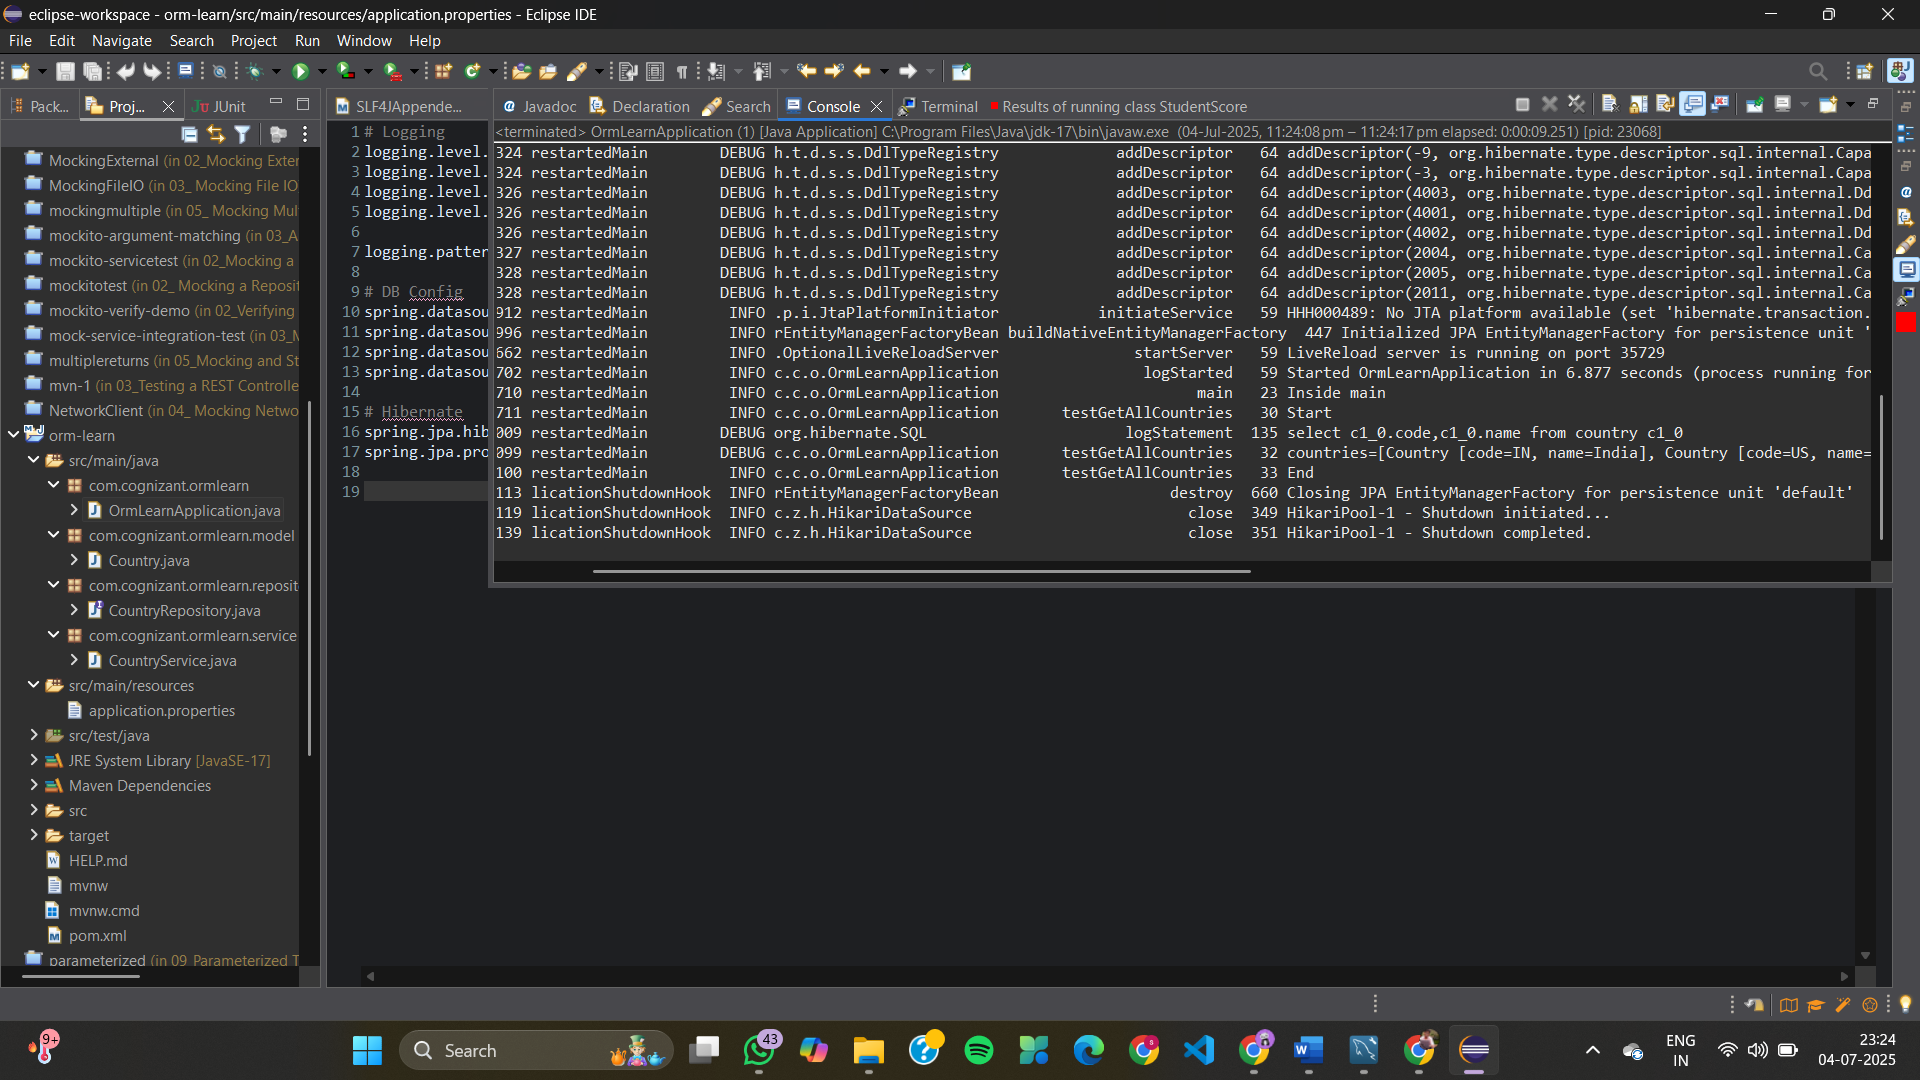 eclipse-workspace - orm-learn/src/main/resources/application.properties - Eclipse IDE
File Edit Navigate Search Project Run Window Help
Pack... Proj... JUnit
SLF4JAppende...
@ Javadoc Declaration Search Console Terminal Results of running class StudentScore
<terminated> OrmLearnApplication (1) [Java Application] C:\Program Files\Java\jdk-17\bin\javaw.exe (04-Jul-2025, 11:24:08 pm – 11:24:17 pm elapsed: 0:00:09.251) [pid: 23068]
MockingExternal (in 02_Mocking Exter
MockingFileIO (in 03_ Mocking File IO
mockingmultiple (in 05_ Mocking Mul
mockito-argument-matching (in 03_A
mockito-servicetest (in 02_Mocking a
mockitotest (in 02_ Mocking a Reposit
mockito-verify-demo (in 02_Verifying
mock-service-integration-test (in 03_M
multiplereturns (in 05_Mocking and St
mvn-1 (in 03_Testing a REST Controlle
NetworkClient (in 04_ Mocking Netwo
orm-learn
src/main/java
com.cognizant.ormlearn
OrmLearnApplication.java
com.cognizant.ormlearn.model
Country.java
com.cognizant.ormlearn.reposit
CountryRepository.java
com.cognizant.ormlearn.service
CountryService.java
src/main/resources
application.properties
src/test/java
JRE System Library [JavaSE-17]
Maven Dependencies
src
target
HELP.md
mvnw
mvnw.cmd
pom.xml
parameterized (in 09_Parameterized T
1 # Logging
2 logging.level.
3 logging.level.
4 logging.level.
5 logging.level.
6
7 logging.patter
8
9 # DB Config
10 spring.datasou
11 spring.datasou
12 spring.datasou
13 spring.datasou
14
15 # Hibernate
16 spring.jpa.hib
17 spring.jpa.pro
18
19
324 restartedMain DEBUG h.t.d.s.s.DdlTypeRegistry addDescriptor 64 addDescriptor(-9, org.hibernate.type.descriptor.sql.internal.Capa
324 restartedMain DEBUG h.t.d.s.s.DdlTypeRegistry addDescriptor 64 addDescriptor(-3, org.hibernate.type.descriptor.sql.internal.Capa
326 restartedMain DEBUG h.t.d.s.s.DdlTypeRegistry addDescriptor 64 addDescriptor(4003, org.hibernate.type.descriptor.sql.internal.Dd
326 restartedMain DEBUG h.t.d.s.s.DdlTypeRegistry addDescriptor 64 addDescriptor(4001, org.hibernate.type.descriptor.sql.internal.Dd
326 restartedMain DEBUG h.t.d.s.s.DdlTypeRegistry addDescriptor 64 addDescriptor(4002, org.hibernate.type.descriptor.sql.internal.Dd
327 restartedMain DEBUG h.t.d.s.s.DdlTypeRegistry addDescriptor 64 addDescriptor(2004, org.hibernate.type.descriptor.sql.internal.Ca
328 restartedMain DEBUG h.t.d.s.s.DdlTypeRegistry addDescriptor 64 addDescriptor(2005, org.hibernate.type.descriptor.sql.internal.Ca
328 restartedMain DEBUG h.t.d.s.s.DdlTypeRegistry addDescriptor 64 addDescriptor(2011, org.hibernate.type.descriptor.sql.internal.Ca
912 restartedMain INFO .p.i.JtaPlatformInitiator initiateService 59 HHH000489: No JTA platform available (set 'hibernate.transaction.
996 restartedMain INFO rEntityManagerFactoryBean buildNativeEntityManagerFactory 447 Initialized JPA EntityManagerFactory for persistence unit '
662 restartedMain INFO .OptionalLiveReloadServer startServer 59 LiveReload server is running on port 35729
702 restartedMain INFO c.c.o.OrmLearnApplication logStarted 59 Started OrmLearnApplication in 6.877 seconds (process running for
710 restartedMain INFO c.c.o.OrmLearnApplication main 23 Inside main
711 restartedMain INFO c.c.o.OrmLearnApplication testGetAllCountries 30 Start
009 restartedMain DEBUG org.hibernate.SQL logStatement 135 select c1_0.code,c1_0.name from country c1_0
099 restartedMain DEBUG c.c.o.OrmLearnApplication testGetAllCountries 32 countries=[Country [code=IN, name=India], Country [code=US, name=
100 restartedMain INFO c.c.o.OrmLearnApplication testGetAllCountries 33 End
113 licationShutdownHook INFO rEntityManagerFactoryBean destroy 660 Closing JPA EntityManagerFactory for persistence unit 'default'
119 licationShutdownHook INFO c.z.h.HikariDataSource close 349 HikariPool-1 - Shutdown initiated...
139 licationShutdownHook INFO c.z.h.HikariDataSource close 351 HikariPool-1 - Shutdown completed.
9+
Search
43
ENG
IN
23:24
04-07-2025